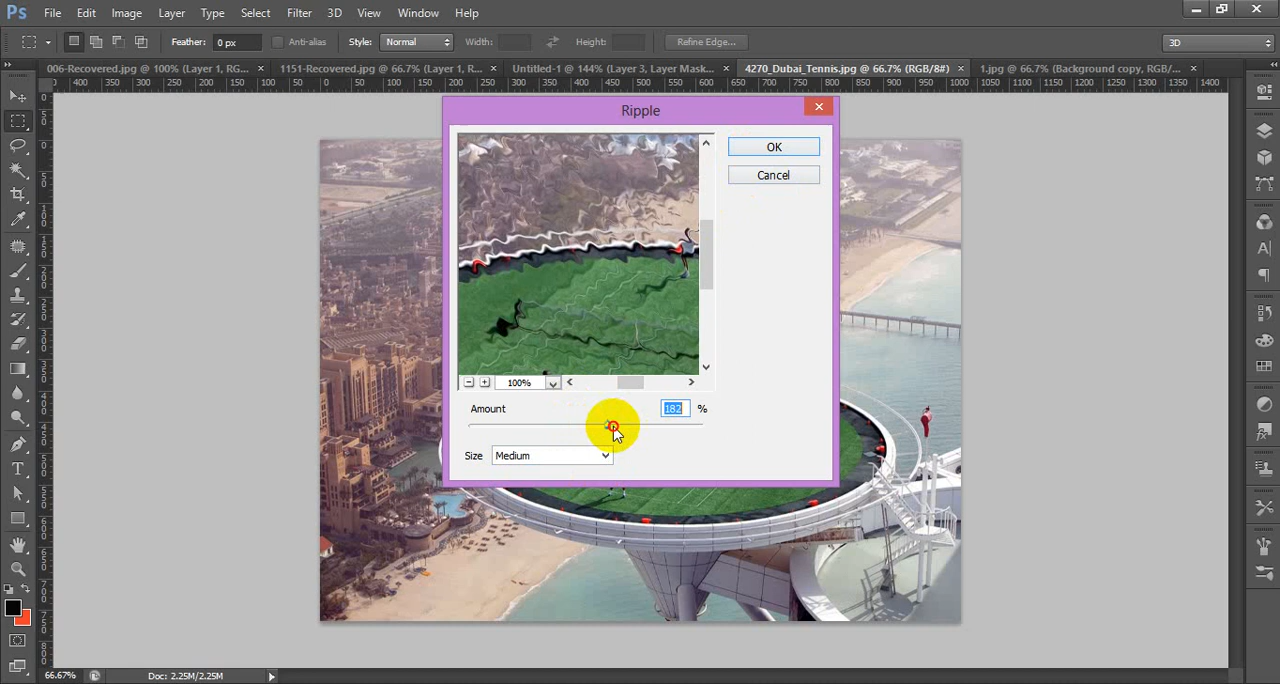 Ps File Edit Image Layer Type Select Filter 3D View Window Help
Feather: 0 px Anti-alias Style: Normal Width: Height: Refine Edge... 3D
006-Recovered.jpg @ 100% (Layer 1, RG... × 1151-Recovered.jpg @ 66.7% (Layer 1, R... × Untitled-1 @ 144% (Layer 3, Layer Mask... × 4270_Dubai_Tennis.jpg @ 66.7% (RGB/8#) × 1.jpg @ 66.7% (Background copy, RGB/... ×
Ripple
OK
Cancel
100%
Amount 182 %
Size Medium
66.67% Doc: 2.25M/2.25M